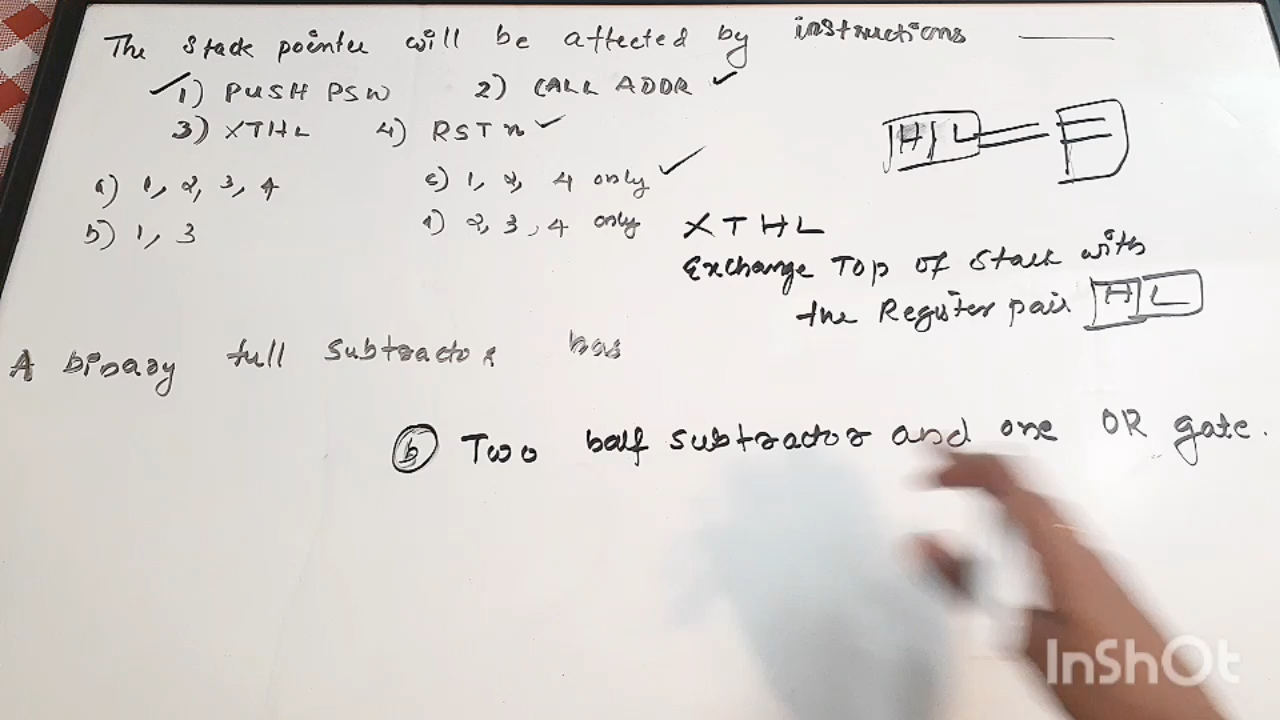 The stack pointer will be affected by instructions ———
1) PUSH PSW 2) CALL ADDR
3) XTHL 4) RST n
a) 1, 2, 3, 4 c) 1, 2, 4 only
b) 1, 3 d) 2, 3, 4 only
H L
XTHL
Exchange Top of Stack with
the Register pair H L
A binary full subtractor has
b Two half subtractor and one OR gate.
InShOt